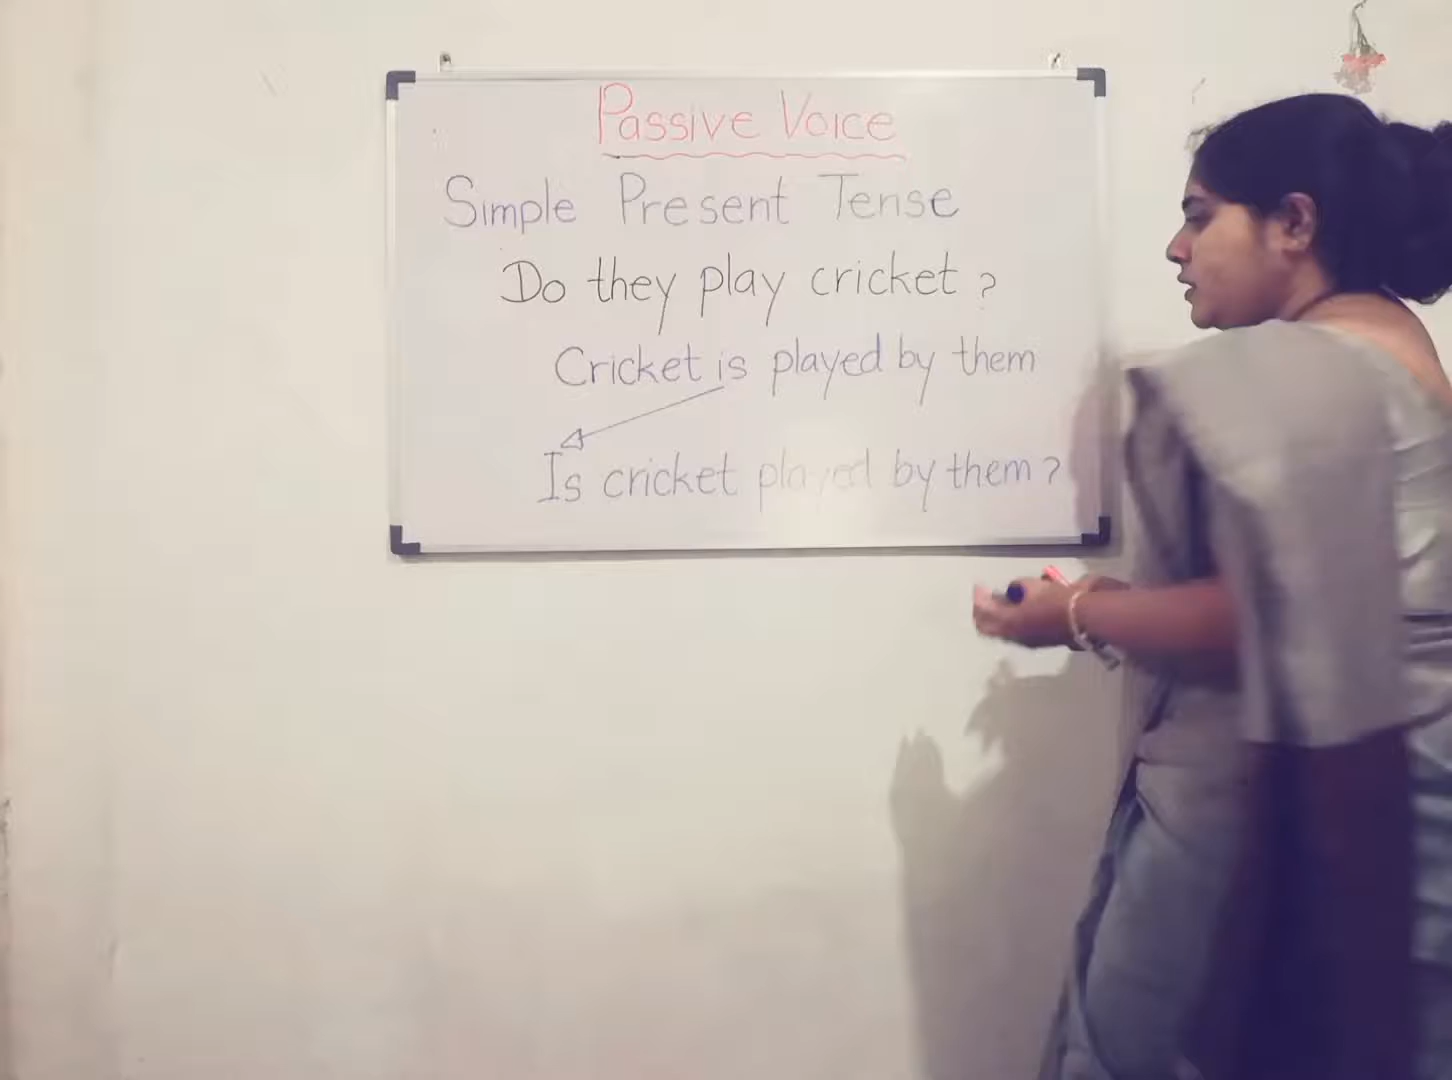 Passive Voice
Simple Present Tense
Do they play cricket ?
Cricket is played by them
Is cricket played by them ?